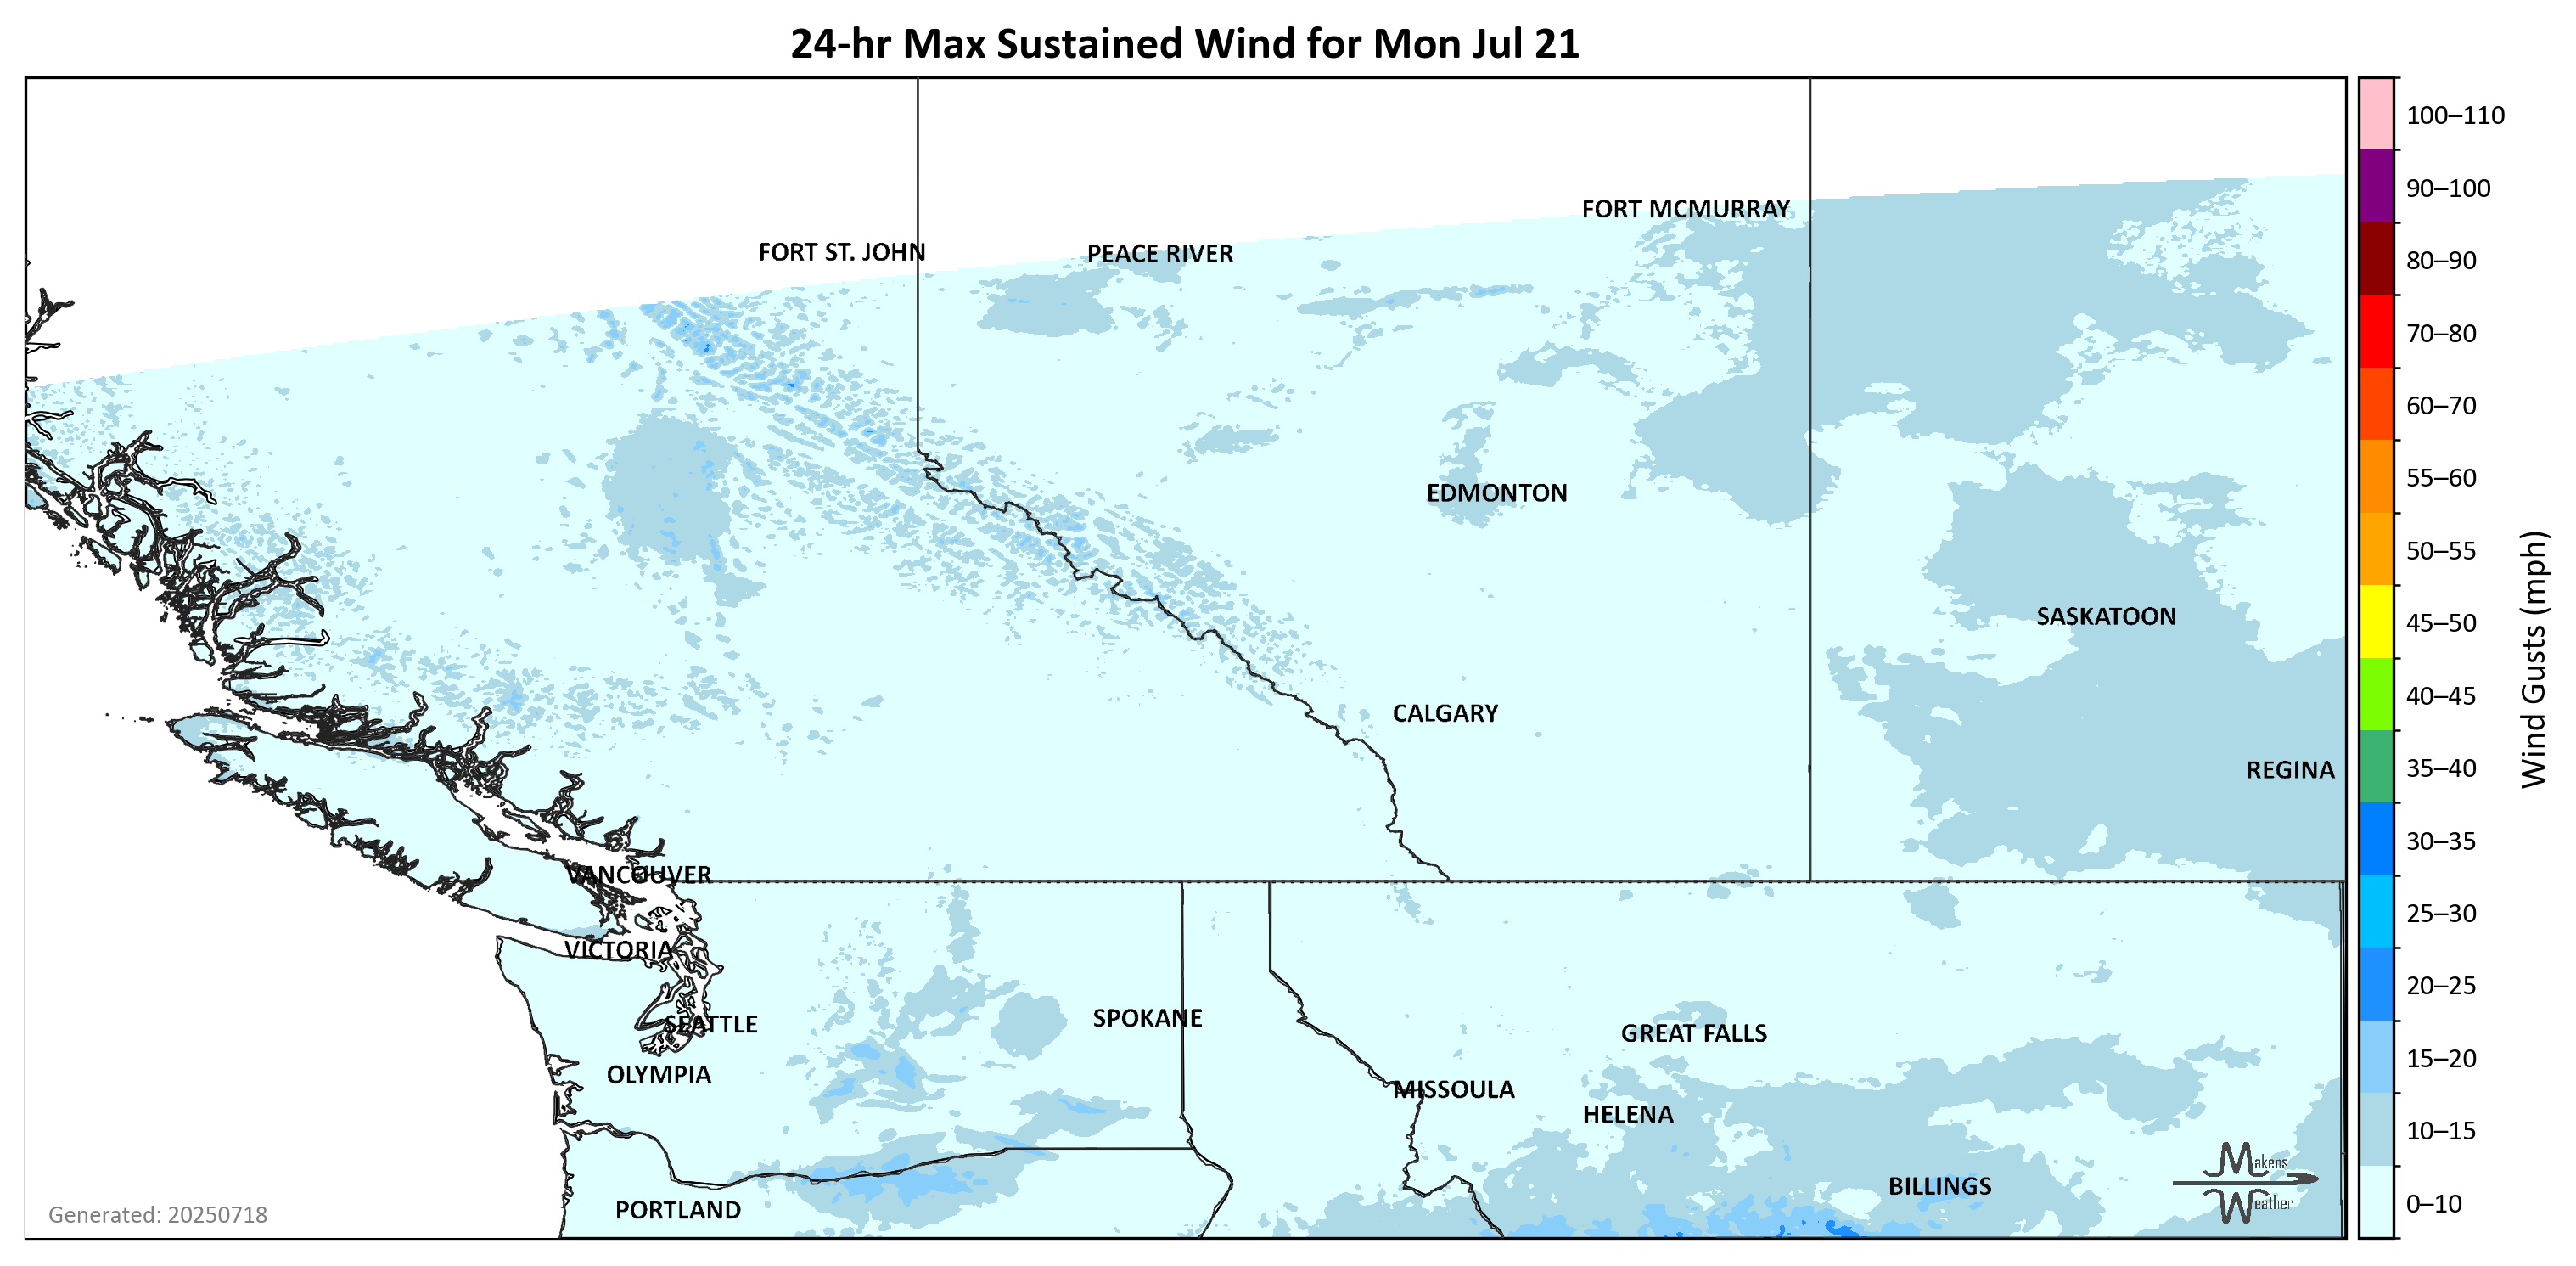 24-hr Max Sustained Wind for Mon Jul 21
FORT MCMURRAY
FORT ST. JOHN
PEACE RIVER
EDMONTON
SASKATOON
CALGARY
REGINA
VANCOUVER
VICTORIA
SEATTLE
SPOKANE
GREAT FALLS
OLYMPIA
MISSOULA
HELENA
BILLINGS
PORTLAND
Makens
Weather
Generated: 20250718
100–110
90–100
80–90
70–80
60–70
55–60
50–55
45–50
40–45
35–40
30–35
25–30
20–25
15–20
10–15
0–10
Wind Gusts (mph)